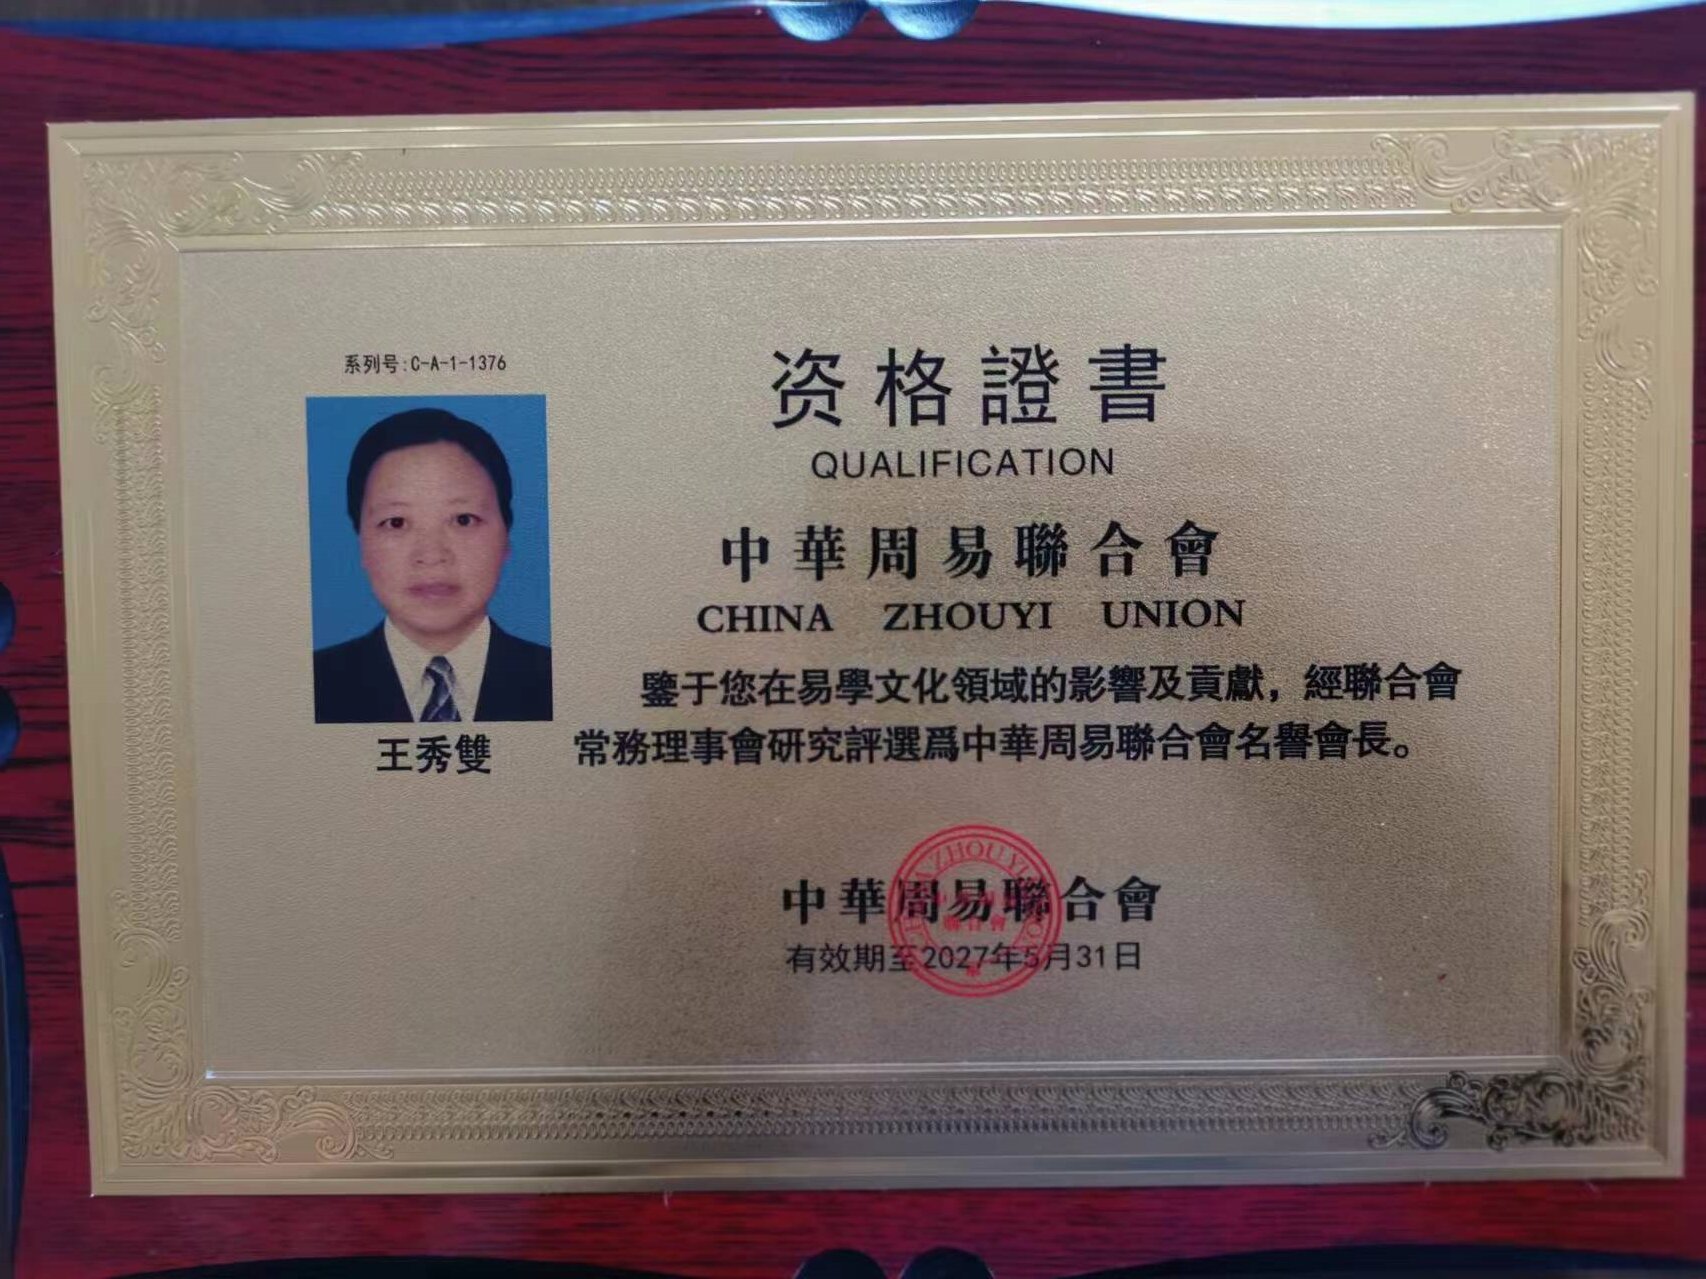 系列号:C-A-1-1376
资格證書
QUALIFICATION
中華周易聯合會
CHINA ZHOUYI UNION
鑒于您在易學文化領域的影響及貢獻，經聯合會
常務理事會研究評選爲中華周易聯合會名譽會長。
王秀雙
中華周易聯合會
有效期至2027年5月31日
ZHOUYI
聯合會